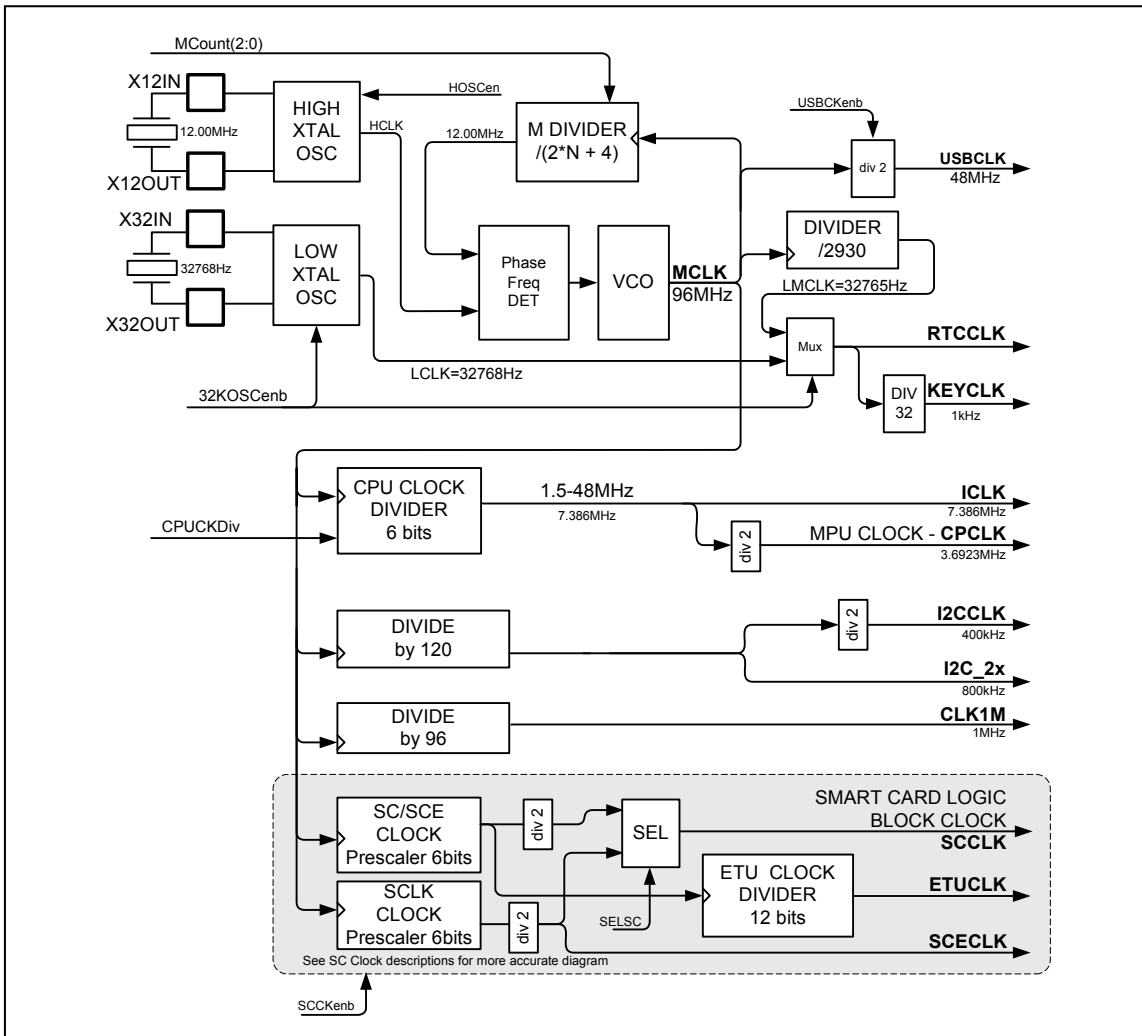 MCount(2:0)
X12IN
12.00MHz
X12OUT
HIGH
XTAL
OSC
HOSCen
HCLK
12.00MHz
M DIVIDER
/(2*N + 4)
USBCKenb
div 2
USBCLK
48MHz
X32IN
32768Hz
X32OUT
LOW
XTAL
OSC
Phase
Freq
DET
VCO
MCLK
96MHz
DIVIDER
/2930
LMCLK=32765Hz
Mux
RTCCLK
LCLK=32768Hz
32KOSCenb
DIV
32
KEYCLK
1kHz
CPU CLOCK
DIVIDER
6 bits
CPUCKDiv
1.5-48MHz
7.386MHz
ICLK
7.386MHz
div 2
MPU CLOCK - CPCLK
3.6923MHz
DIVIDE
by 120
div 2
I2CCLK
400kHz
I2C_2x
800kHz
DIVIDE
by 96
CLK1M
1MHz
SC/SCE
CLOCK
Prescaler 6bits
div 2
SEL
SMART CARD LOGIC
BLOCK CLOCK
SCCLK
SCLK
CLOCK
Prescaler 6bits
div 2
SELSC
ETU CLOCK
DIVIDER
12 bits
ETUCLK
SCECLK
See SC Clock descriptions for more accurate diagram
SCCKenb